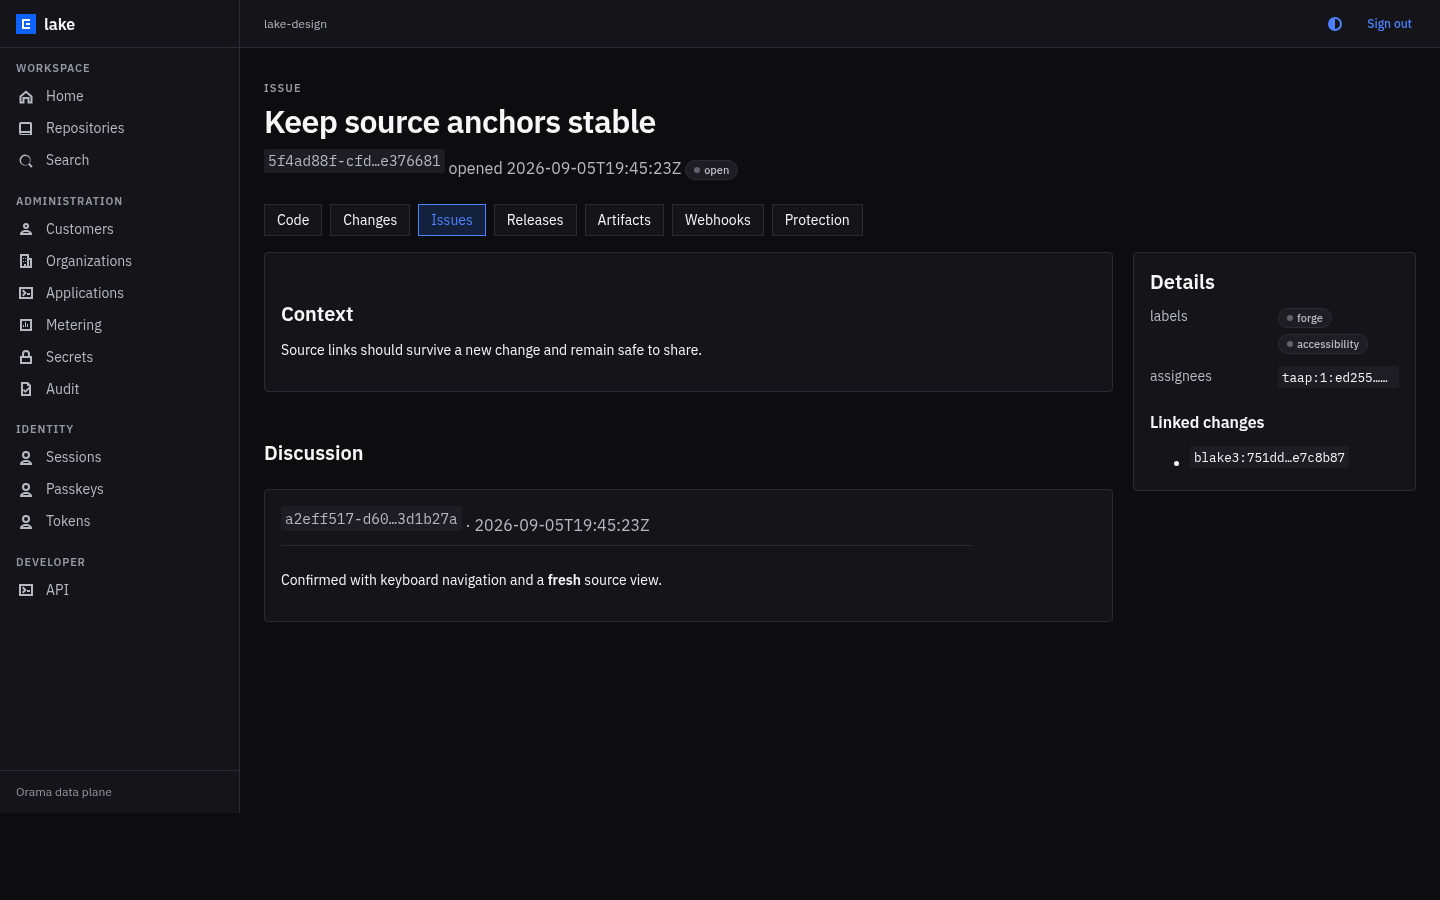 lake
lake-design
Sign out
WORKSPACE
Home
Repositories
Search
ADMINISTRATION
Customers
Organizations
Applications
Metering
Secrets
Audit
IDENTITY
Sessions
Passkeys
Tokens
DEVELOPER
API
Orama data plane
ISSUE
Keep source anchors stable
5f4ad88f-cfd…e376681 opened 2026-09-05T19:45:23Z open
Code Changes Issues Releases Artifacts Webhooks Protection
Context
Source links should survive a new change and remain safe to share.
Discussion
a2eff517-d60…3d1b27a · 2026-09-05T19:45:23Z
Confirmed with keyboard navigation and a fresh source view.
Details
labels forge
accessibility
assignees taap:1:ed255……
Linked changes
blake3:751dd…e7c8b87